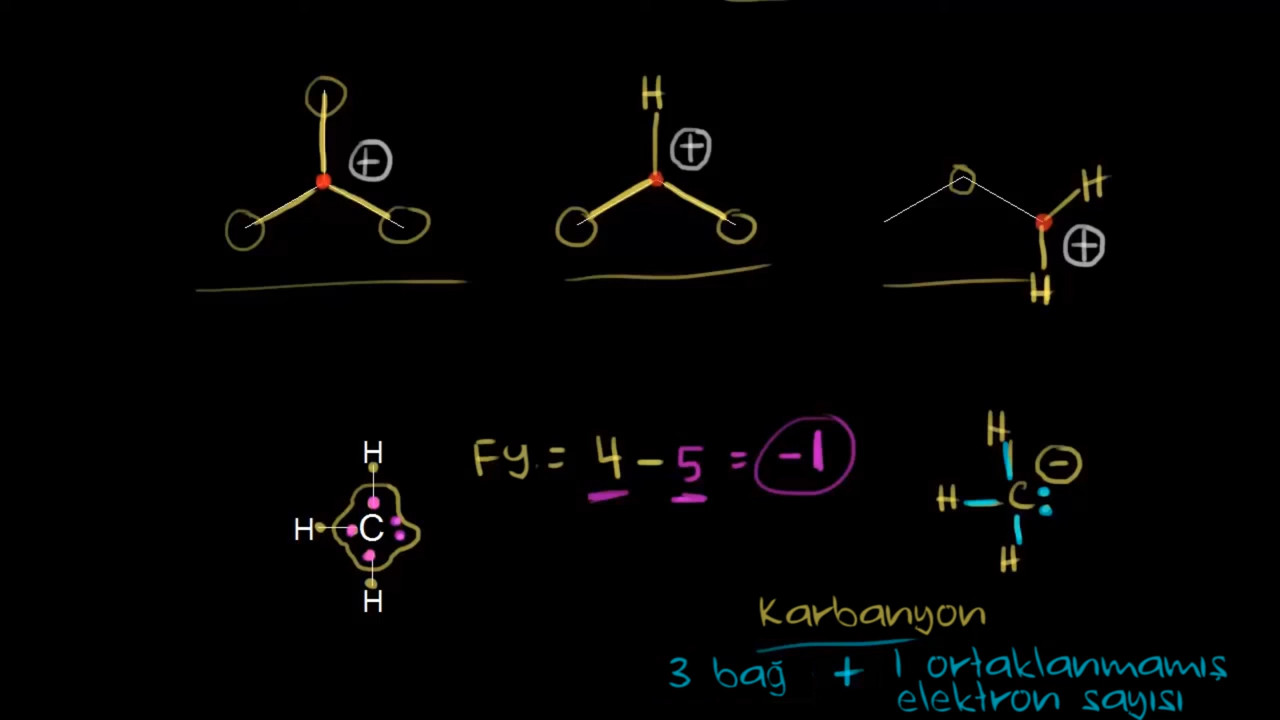 H
+ + H
+
H
H H
Fy. = 4 - 5 = -1 -
H C H C
H H
Karbanyon
3 bağ + 1 ortaklanmamış
elektron sayısı